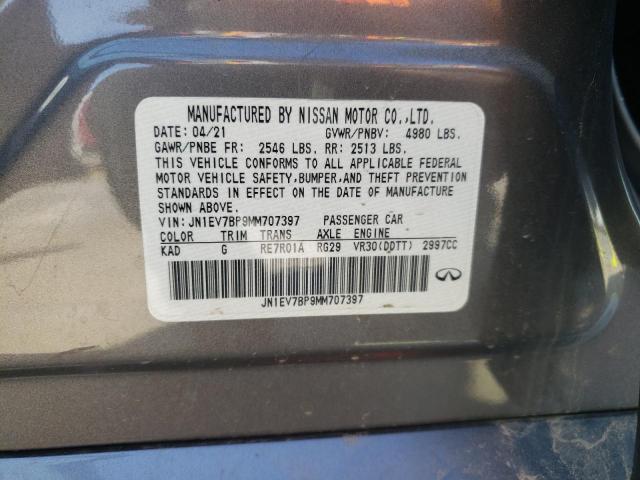 MANUFACTURED BY NISSAN MOTOR CO.,LTD.
DATE: 04/21 GVWR/PNBV: 4980 LBS.
GAWR/PNBE FR: 2546 LBS. RR: 2513 LBS.
THIS VEHICLE CONFORMS TO ALL APPLICABLE FEDERAL
MOTOR VEHICLE SAFETY,BUMPER,AND THEFT PREVENTION
STANDARDS IN EFFECT ON THE DATE OF MANUFACTURE
SHOWN ABOVE.
VIN: JN1EV7BP9MM707397 PASSENGER CAR
COLOR TRIM TRANS AXLE ENGINE
KAD G RE7R01A RG29 VR30(DDTT) 2997CC
JN1EV7BP9MM707397